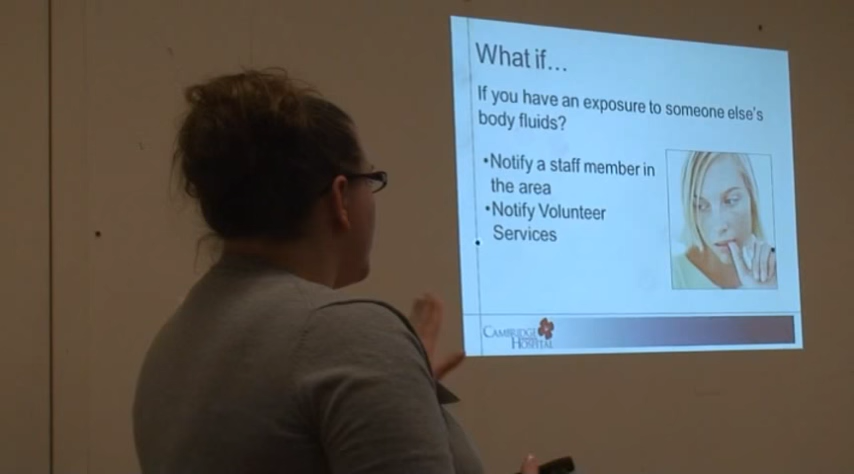 What if…
If you have an exposure to someone else's
body fluids?
•Notify a staff member in
the area
•Notify Volunteer
Services
CAMBRIDGE
HOSPITAL